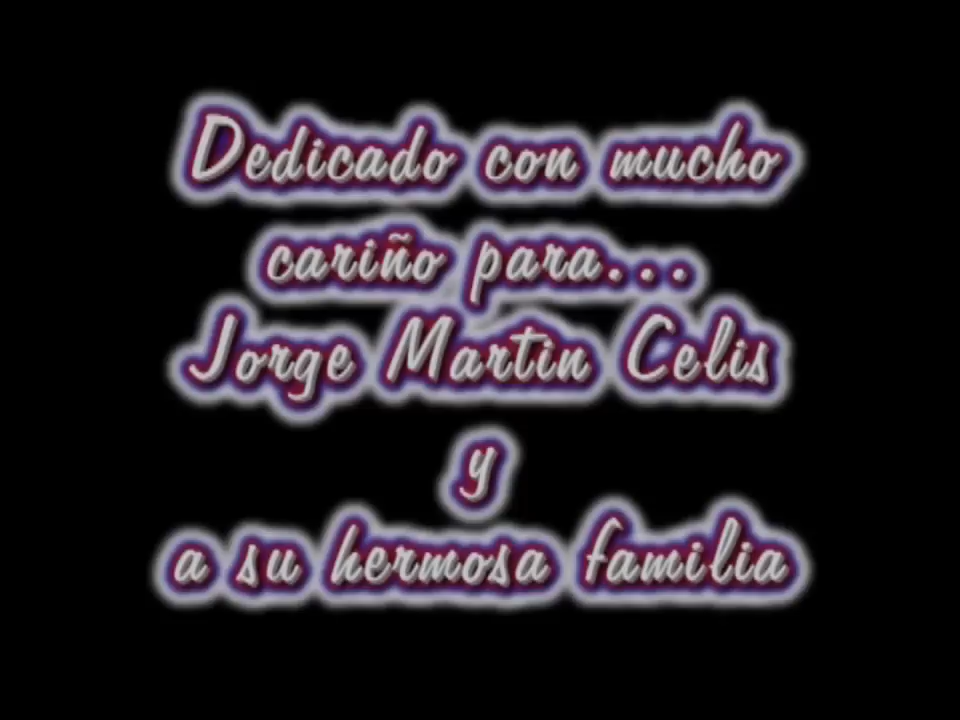 Dedicado con mucho
cariño para...
Jorge Martin Celis
y
a su hermosa familia